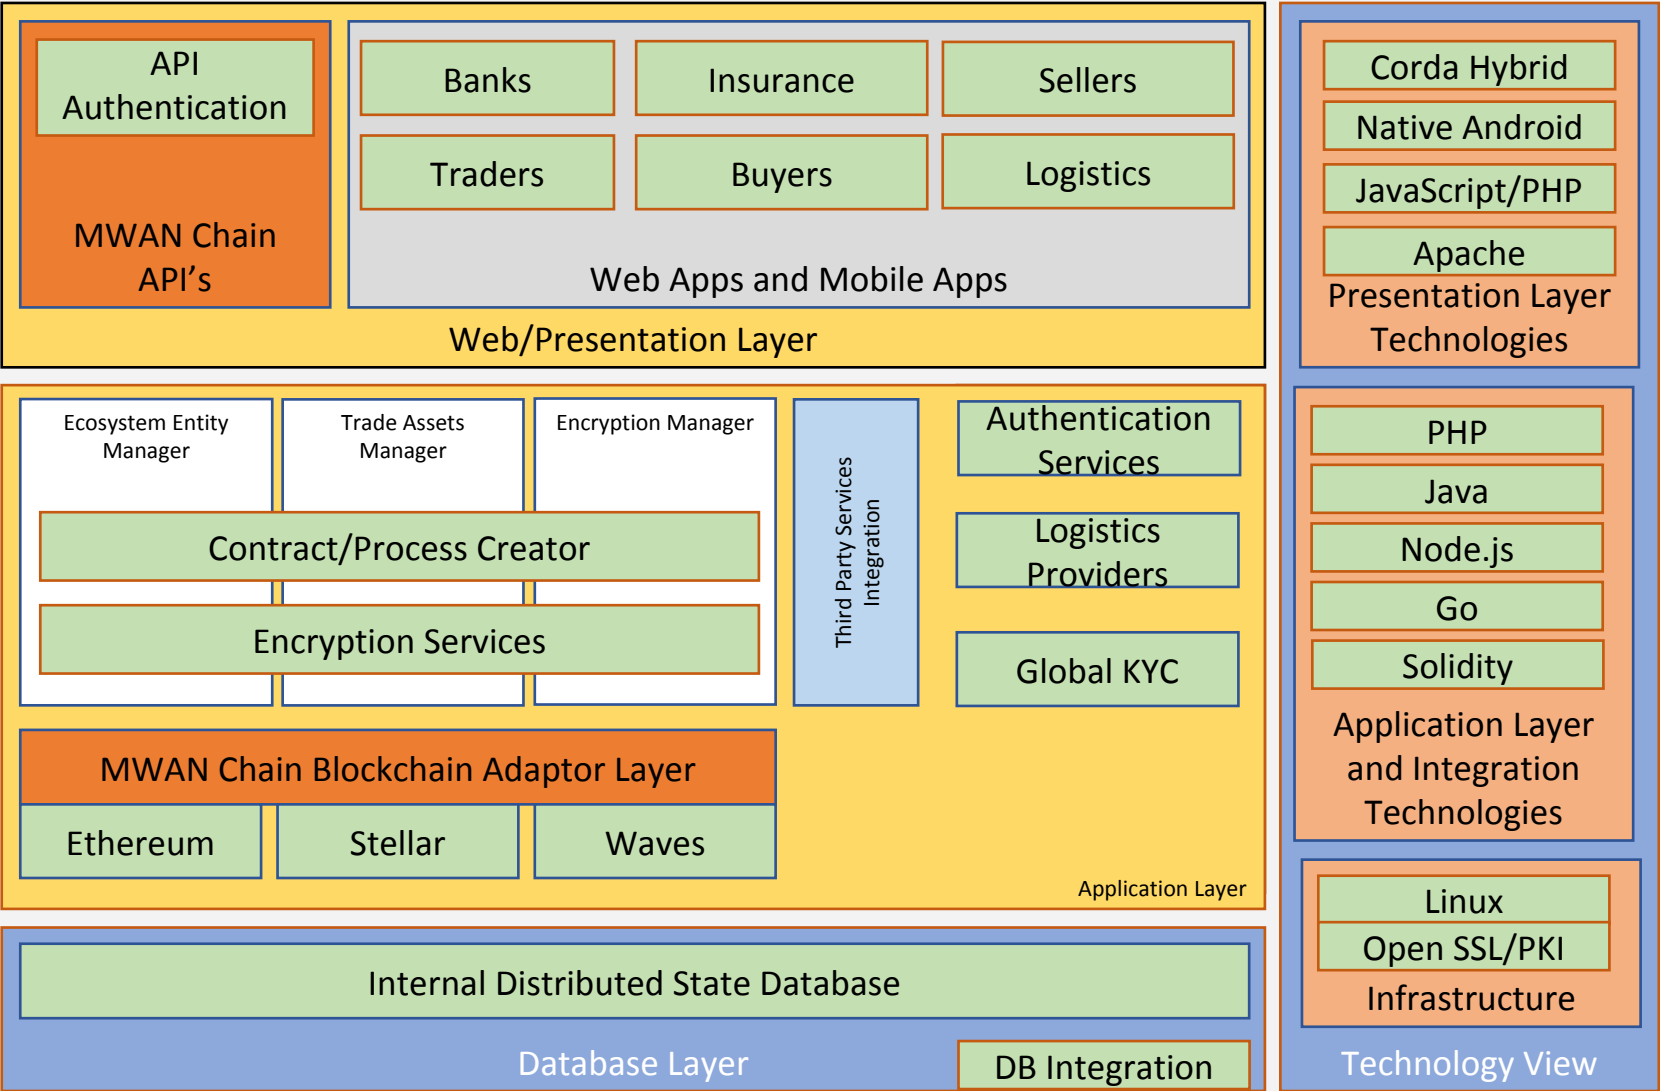 API
Authentication
MWAN Chain
API’s
Banks
Insurance
Sellers
Traders
Buyers
Logistics
Web Apps and Mobile Apps
Web/Presentation Layer
Ecosystem Entity
Manager
Trade Assets
Manager
Encryption Manager
Contract/Process Creator
Encryption Services
Third Party Services
Integration
Authentication
Services
Logistics
Providers
Global KYC
MWAN Chain Blockchain Adaptor Layer
Ethereum
Stellar
Waves
Application Layer
Internal Distributed State Database
Database Layer
DB Integration
Corda Hybrid
Native Android
JavaScript/PHP
Apache
Presentation Layer
Technologies
PHP
Java
Node.js
Go
Solidity
Application Layer
and Integration
Technologies
Linux
Open SSL/PKI
Infrastructure
Technology View